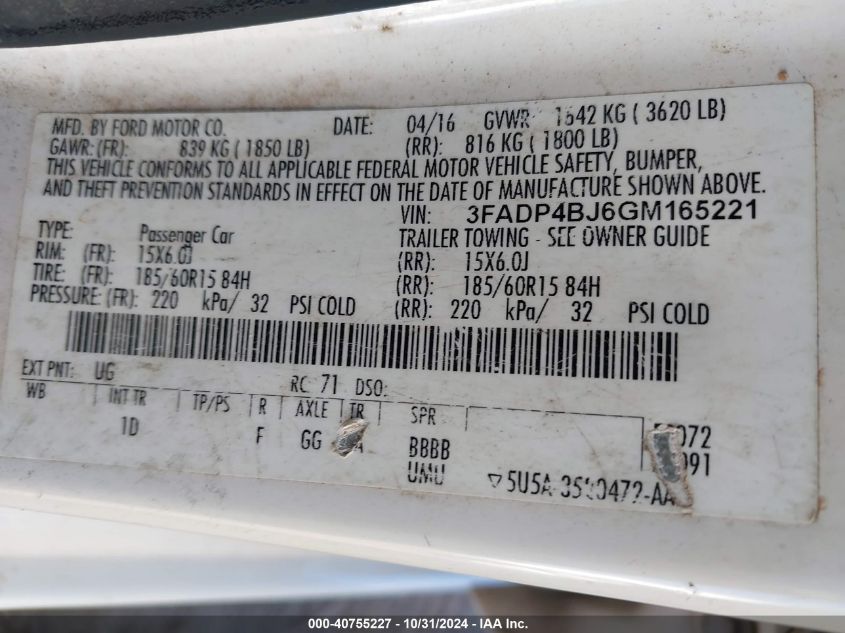 MFD. BY FORD MOTOR CO. DATE: 04/16 GVWR 1642 KG ( 3620 LB)
GAWR: (FR): 839 KG ( 1850 LB) (RR): 816 KG ( 1800 LB)
THIS VEHICLE CONFORMS TO ALL APPLICABLE FEDERAL MOTOR VEHICLE SAFETY, BUMPER,
AND THEFT PREVENTION STANDARDS IN EFFECT ON THE DATE OF MANUFACTURE SHOWN ABOVE.
VIN: 3FADP4BJ6GM165221
TYPE: Passenger Car TRAILER TOWING - SEE OWNER GUIDE
RIM: (FR): 15X6.0J (RR): 15X6.0J
TIRE: (FR): 185/60R15 84H (RR): 185/60R15 84H
PRESSURE: (FR): 220 kPa/ 32 PSI COLD (RR): 220 kPa/ 32 PSI COLD
EXT PNT: UG RC 71 DSO:
WB INT TR TP/PS R AXLE TR SPR
1D F GG BBBB
UMU
000-40755227 - 10/31/2024 - IAA Inc.